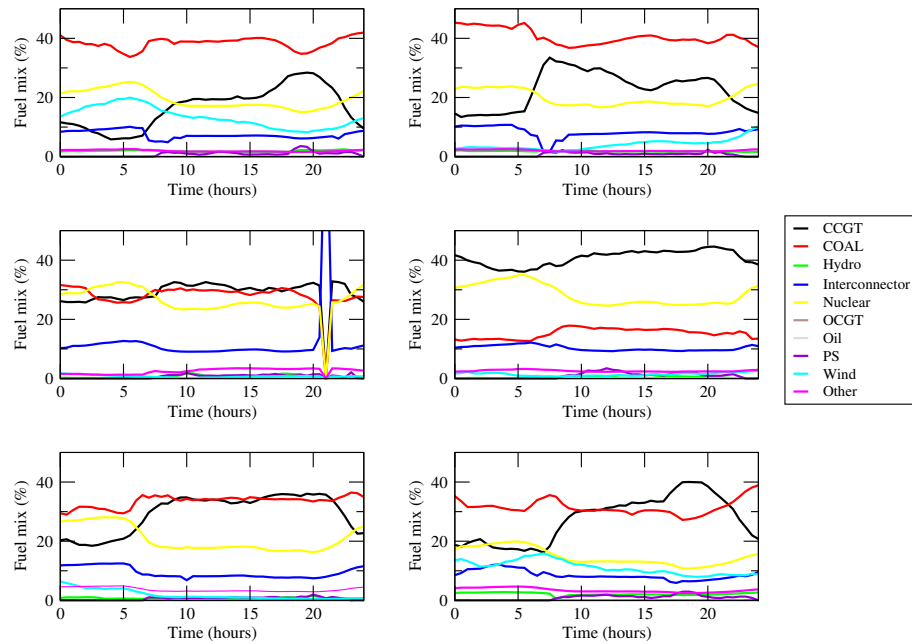 Fuel mix (%)
40
20
0
0 5 10 15 20
Time (hours)
Fuel mix (%)
40
20
0
0 5 10 15 20
Time (hours)
Fuel mix (%)
40
20
0
0 5 10 15 20
Time (hours)
Fuel mix (%)
40
20
0
0 5 10 15 20
Time (hours)
CCGT
COAL
Hydro
Interconnector
Nuclear
OCGT
Oil
PS
Wind
Other
Fuel mix (%)
40
20
0
0 5 10 15 20
Time (hours)
Fuel mix (%)
40
20
0
0 5 10 15 20
Time (hours)